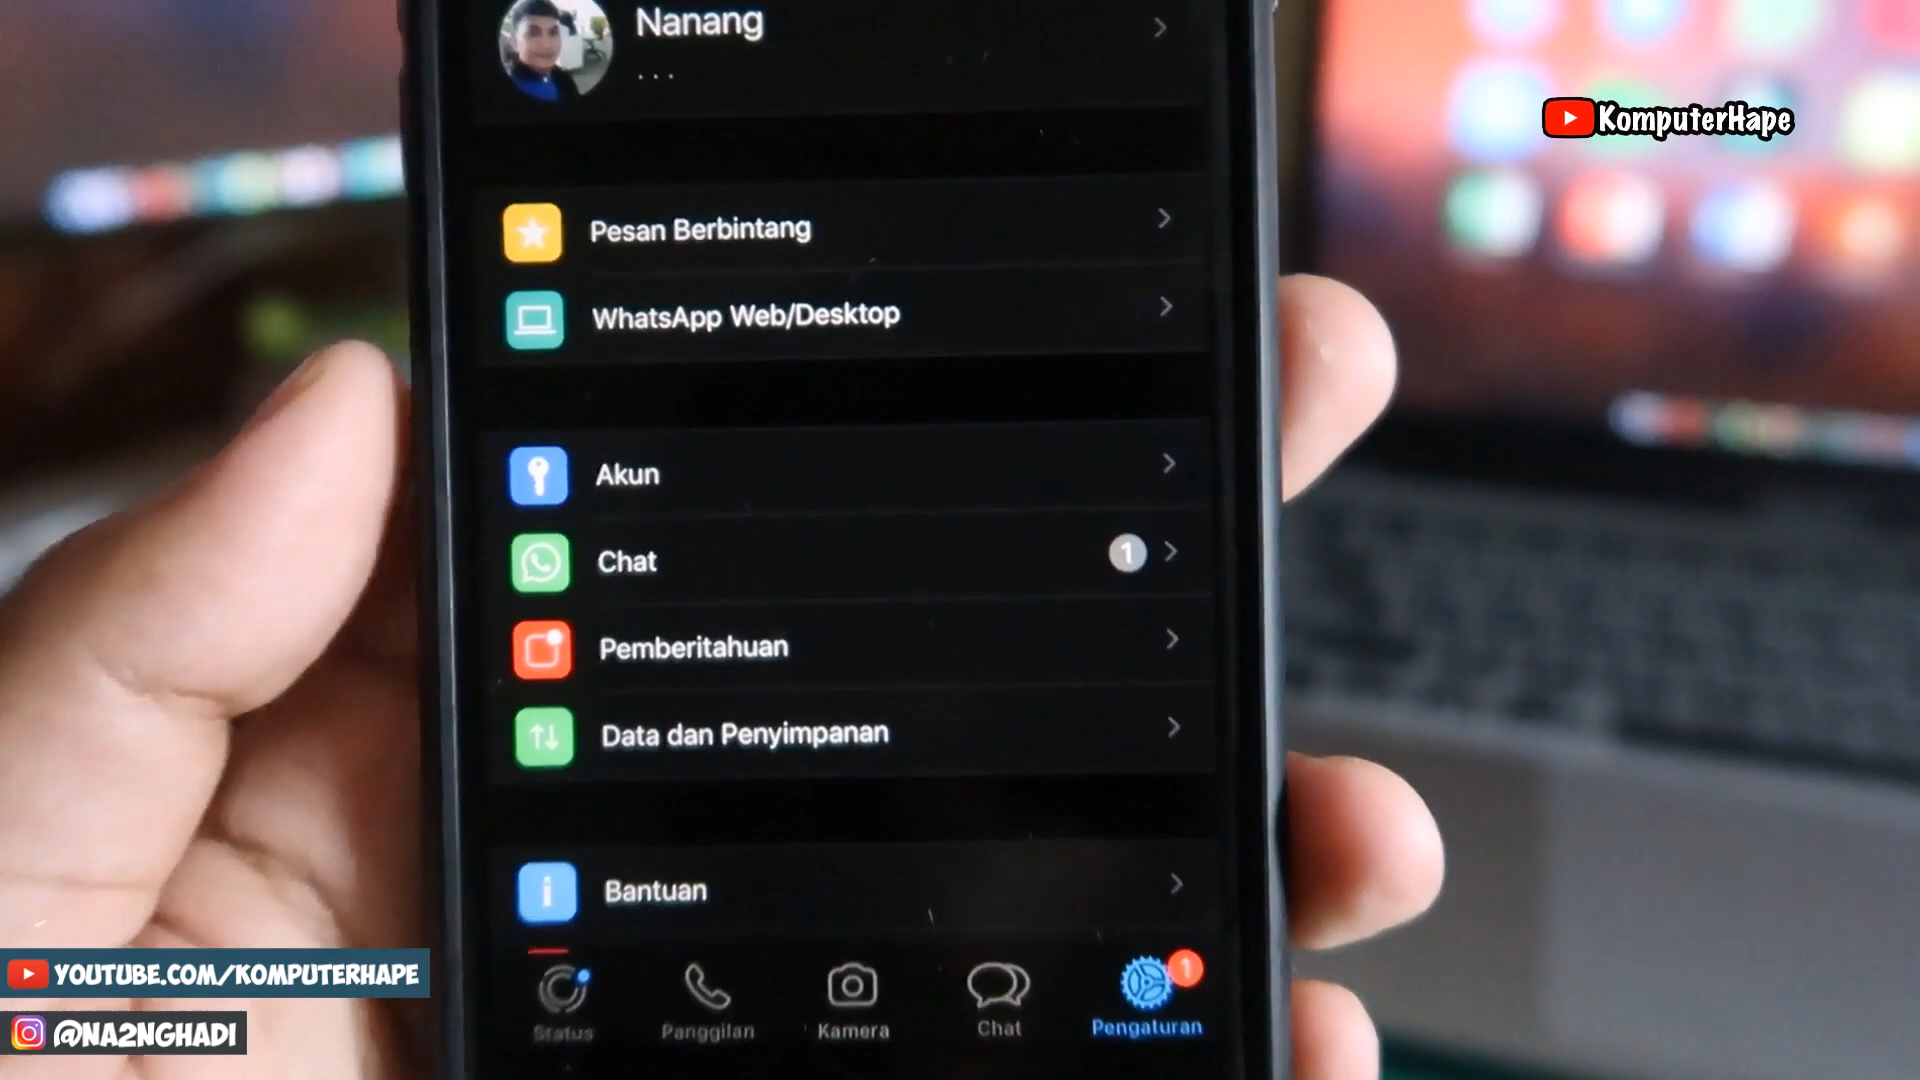 Nanang
...
KomputerHape
Pesan Berbintang
WhatsApp Web/Desktop
Akun
Chat
1
Pemberitahuan
Data dan Penyimpanan
Bantuan
1
Status
Panggilan
Kamera
Chat
Pengaturan
YOUTUBE.COM/KOMPUTERHAPE
@NA2NGHADI